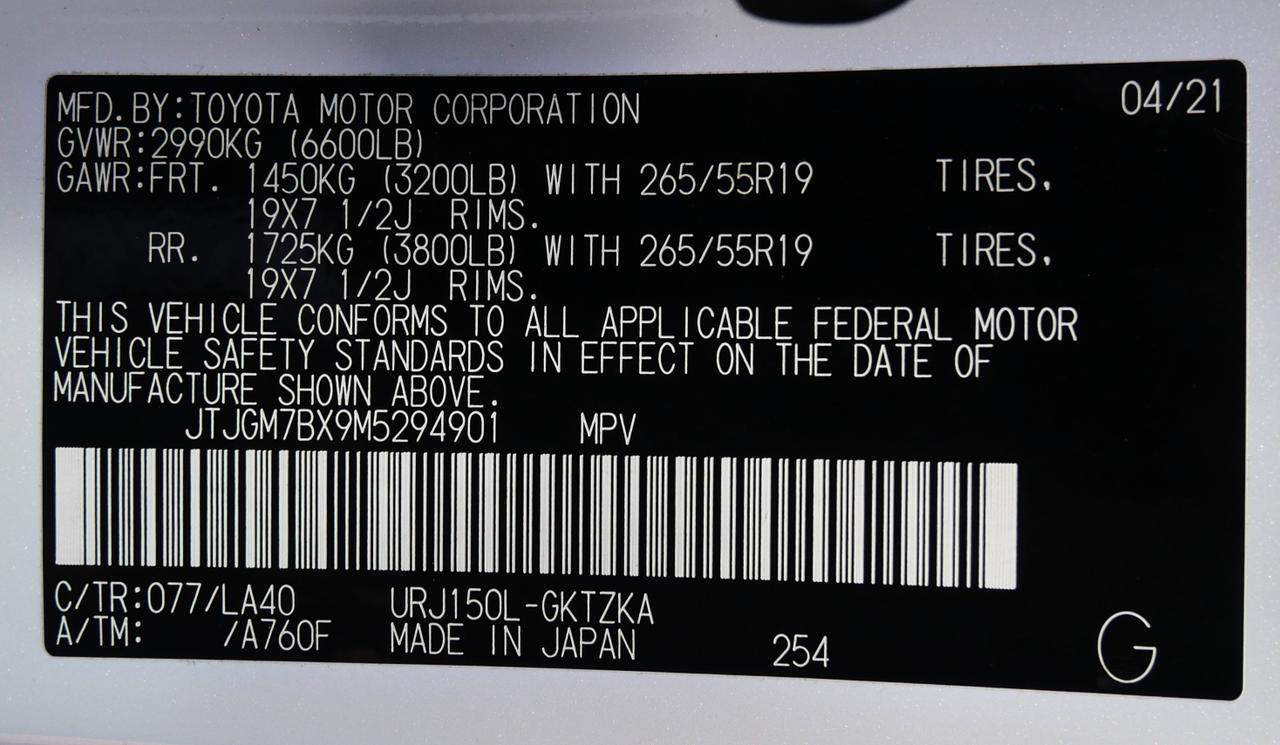 MFD. BY:TOYOTA MOTOR CORPORATION 04/21
GVWR:2990KG (6600LB)
GAWR:FRT. 1450KG (3200LB) WITH 265/55R19 TIRES.
19X7 1/2J RIMS.
RR. 1725KG (3800LB) WITH 265/55R19 TIRES.
19X7 1/2J RIMS.
THIS VEHICLE CONFORMS TO ALL APPLICABLE FEDERAL MOTOR
VEHICLE SAFETY STANDARDS IN EFFECT ON THE DATE OF
MANUFACTURE SHOWN ABOVE.
JTJGM7BX9M5294901 MPV
C/TR:077/LA40 URJ150L-GKTZKA
A/TM: /A760F MADE IN JAPAN 254 G